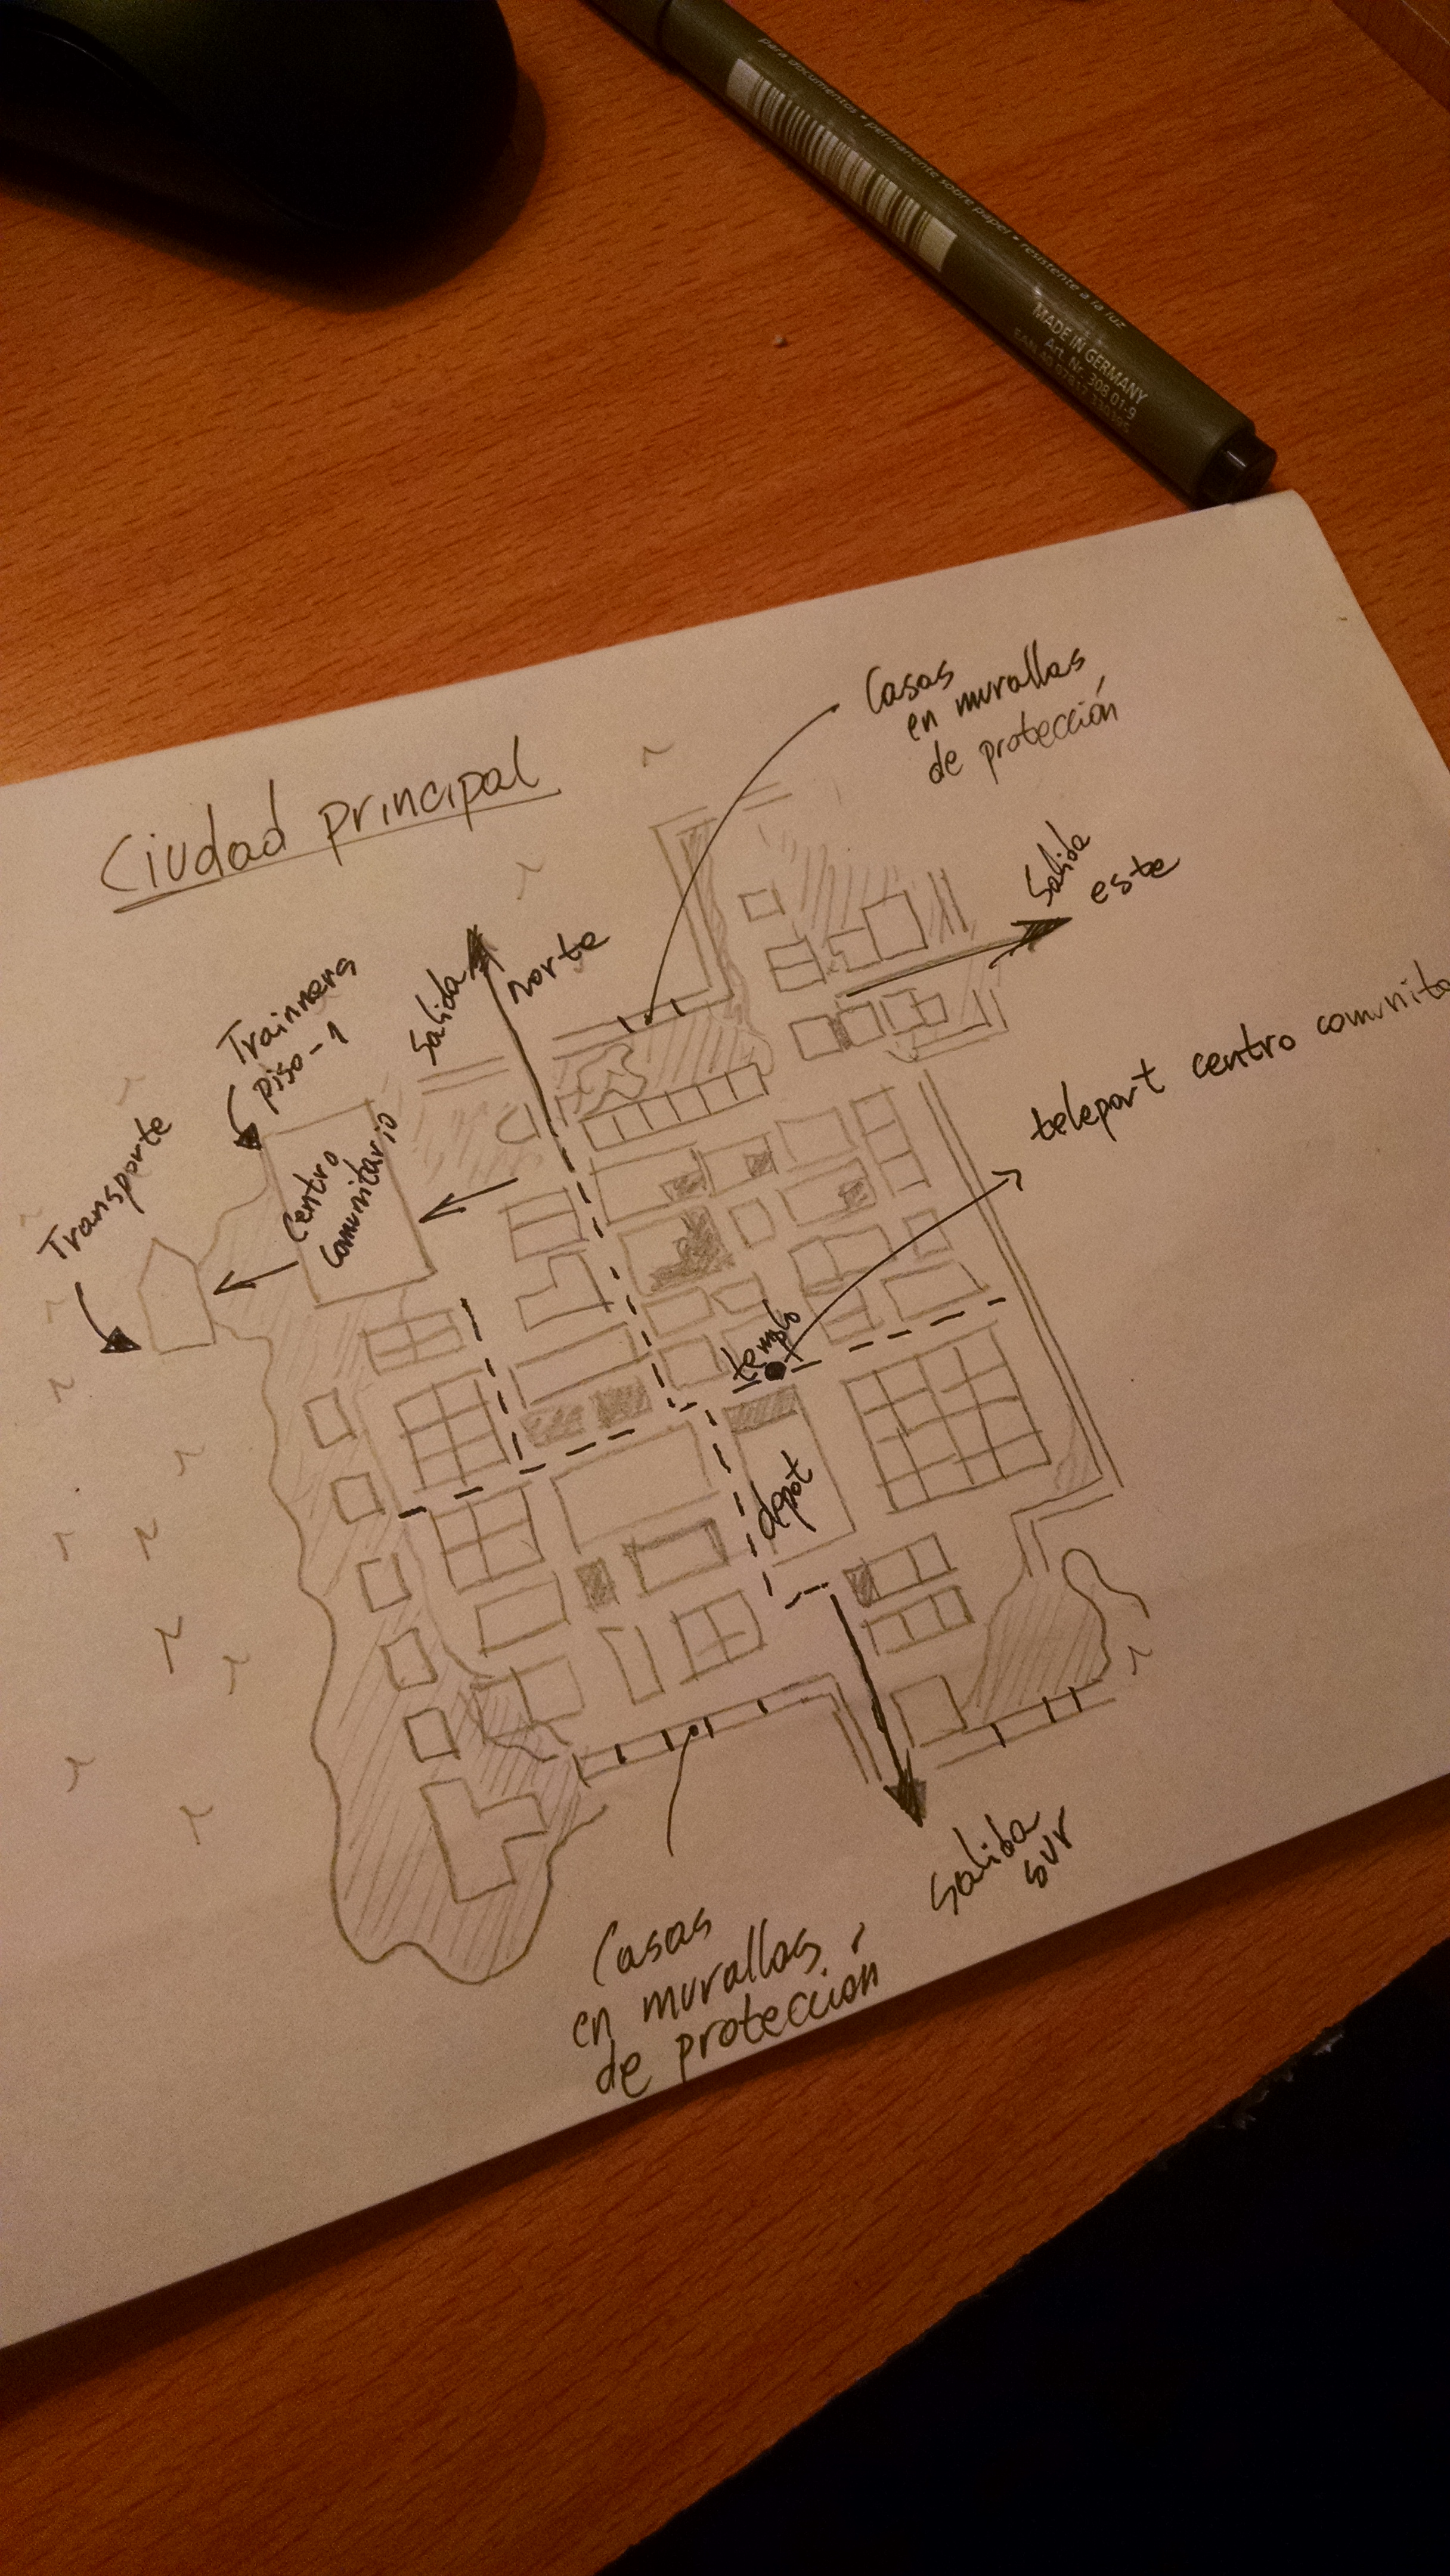 para documentos • permanente sobre papel • resistente a la luz
MADE IN GERMANY
Art. Nr. 308 01-9
Ciudad principal
Casas
en murallas
de protección
Salida
este
Salida
norte
Trainners
piso-1
Transporte
Centro
Comunitario
teleport centro comunita
templo
depot
Salida
sur
Casas
en murallas
de protección